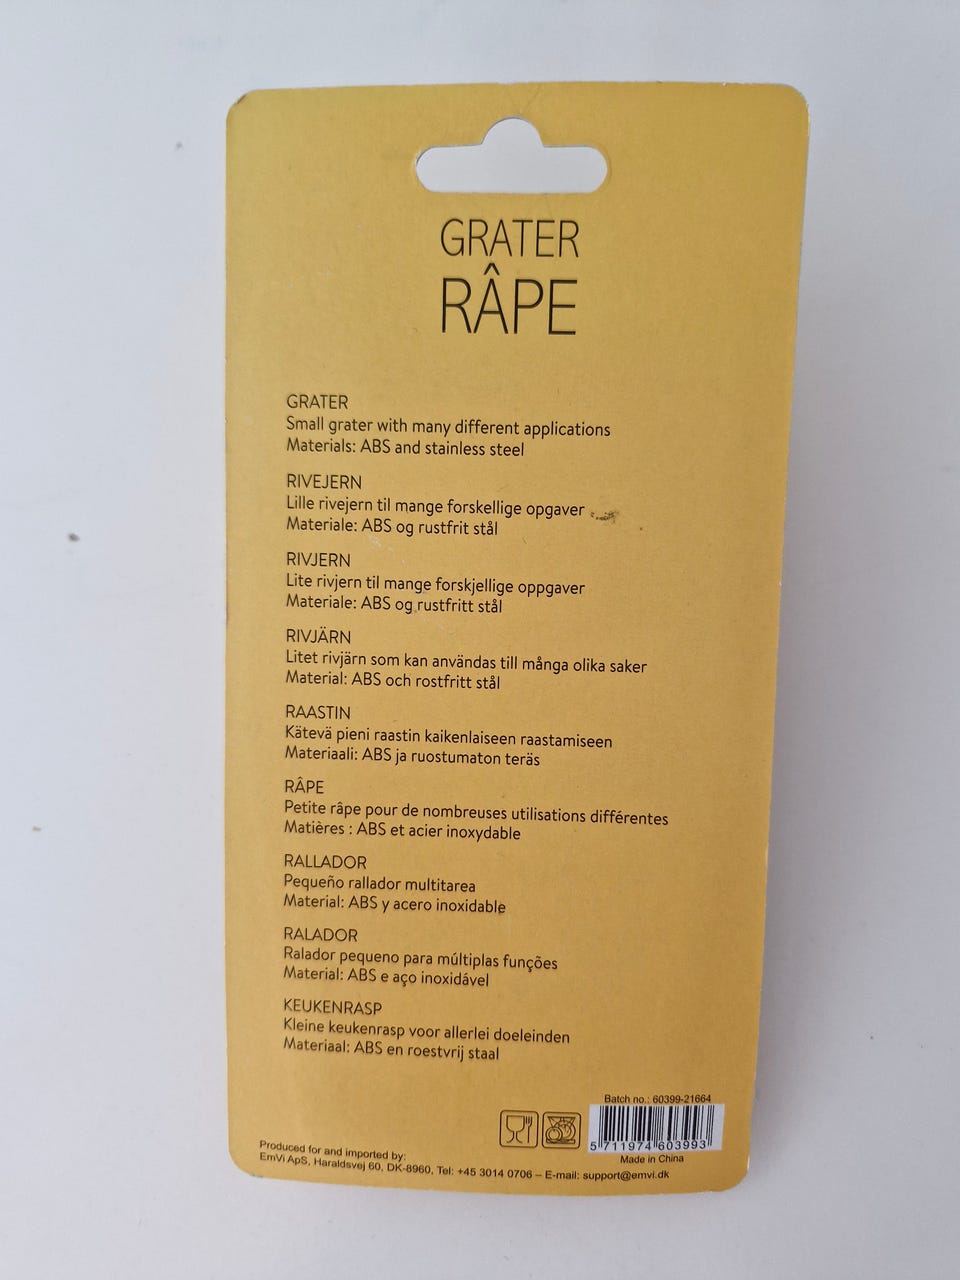 GRATER
RÂPE
GRATER
Small grater with many different applications
Materials: ABS and stainless steel
RIVEJERN
Lille rivejern til mange forskellige opgaver
Materiale: ABS og rustfrit stål
RIVJERN
Lite rivjern til mange forskjellige oppgaver
Materiale: ABS og rustfritt stål
RIVJÄRN
Litet rivjärn som kan användas till många olika saker
Material: ABS och rostfritt stål
RAASTIN
Kätevä pieni raastin kaikenlaiseen raastamiseen
Materiaali: ABS ja ruostumaton teräs
RÂPE
Petite râpe pour de nombreuses utilisations différentes
Matières : ABS et acier inoxydable
RALLADOR
Pequeño rallador multitarea
Material: ABS y acero inoxidable
RALADOR
Ralador pequeno para múltiplas funções
Material: ABS e aço inoxidável
KEUKENRASP
Kleine keukenrasp voor allerlei doeleinden
Materiaal: ABS en roestvrij staal
Batch no.: 60399-21664
5 711974 603993
Made in China
Produced for and imported by:
EmVi ApS, Haraldsvej 60, DK-8960, Tel: +45 3014 0706 – E-mail: support@emvi.dk